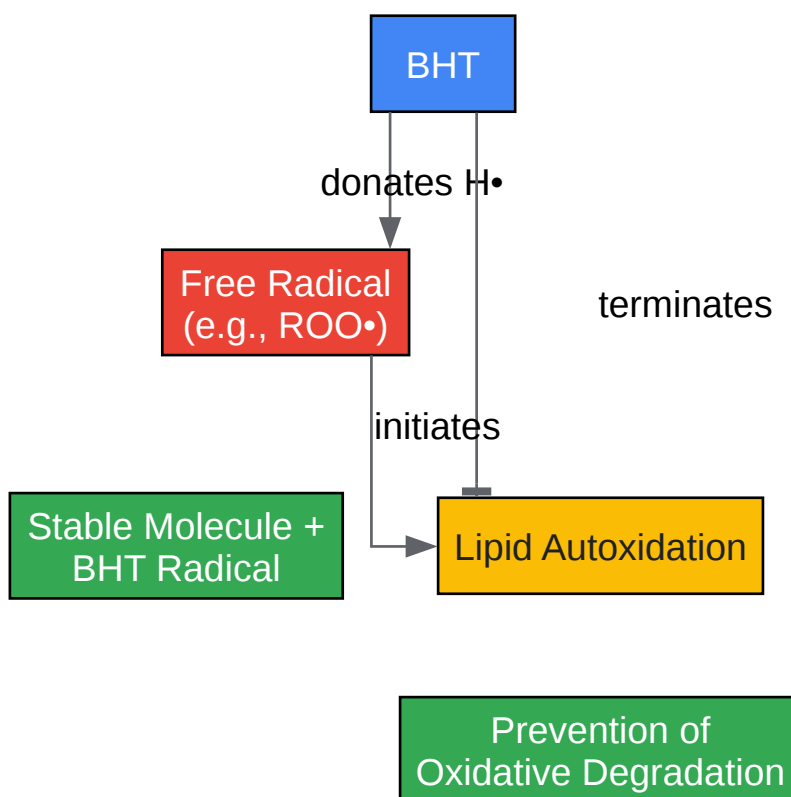 BHT
donates H•
Free Radical
(e.g., ROO•)
terminates
initiates
Stable Molecule +
BHT Radical
Lipid Autoxidation
Prevention of
Oxidative Degradation